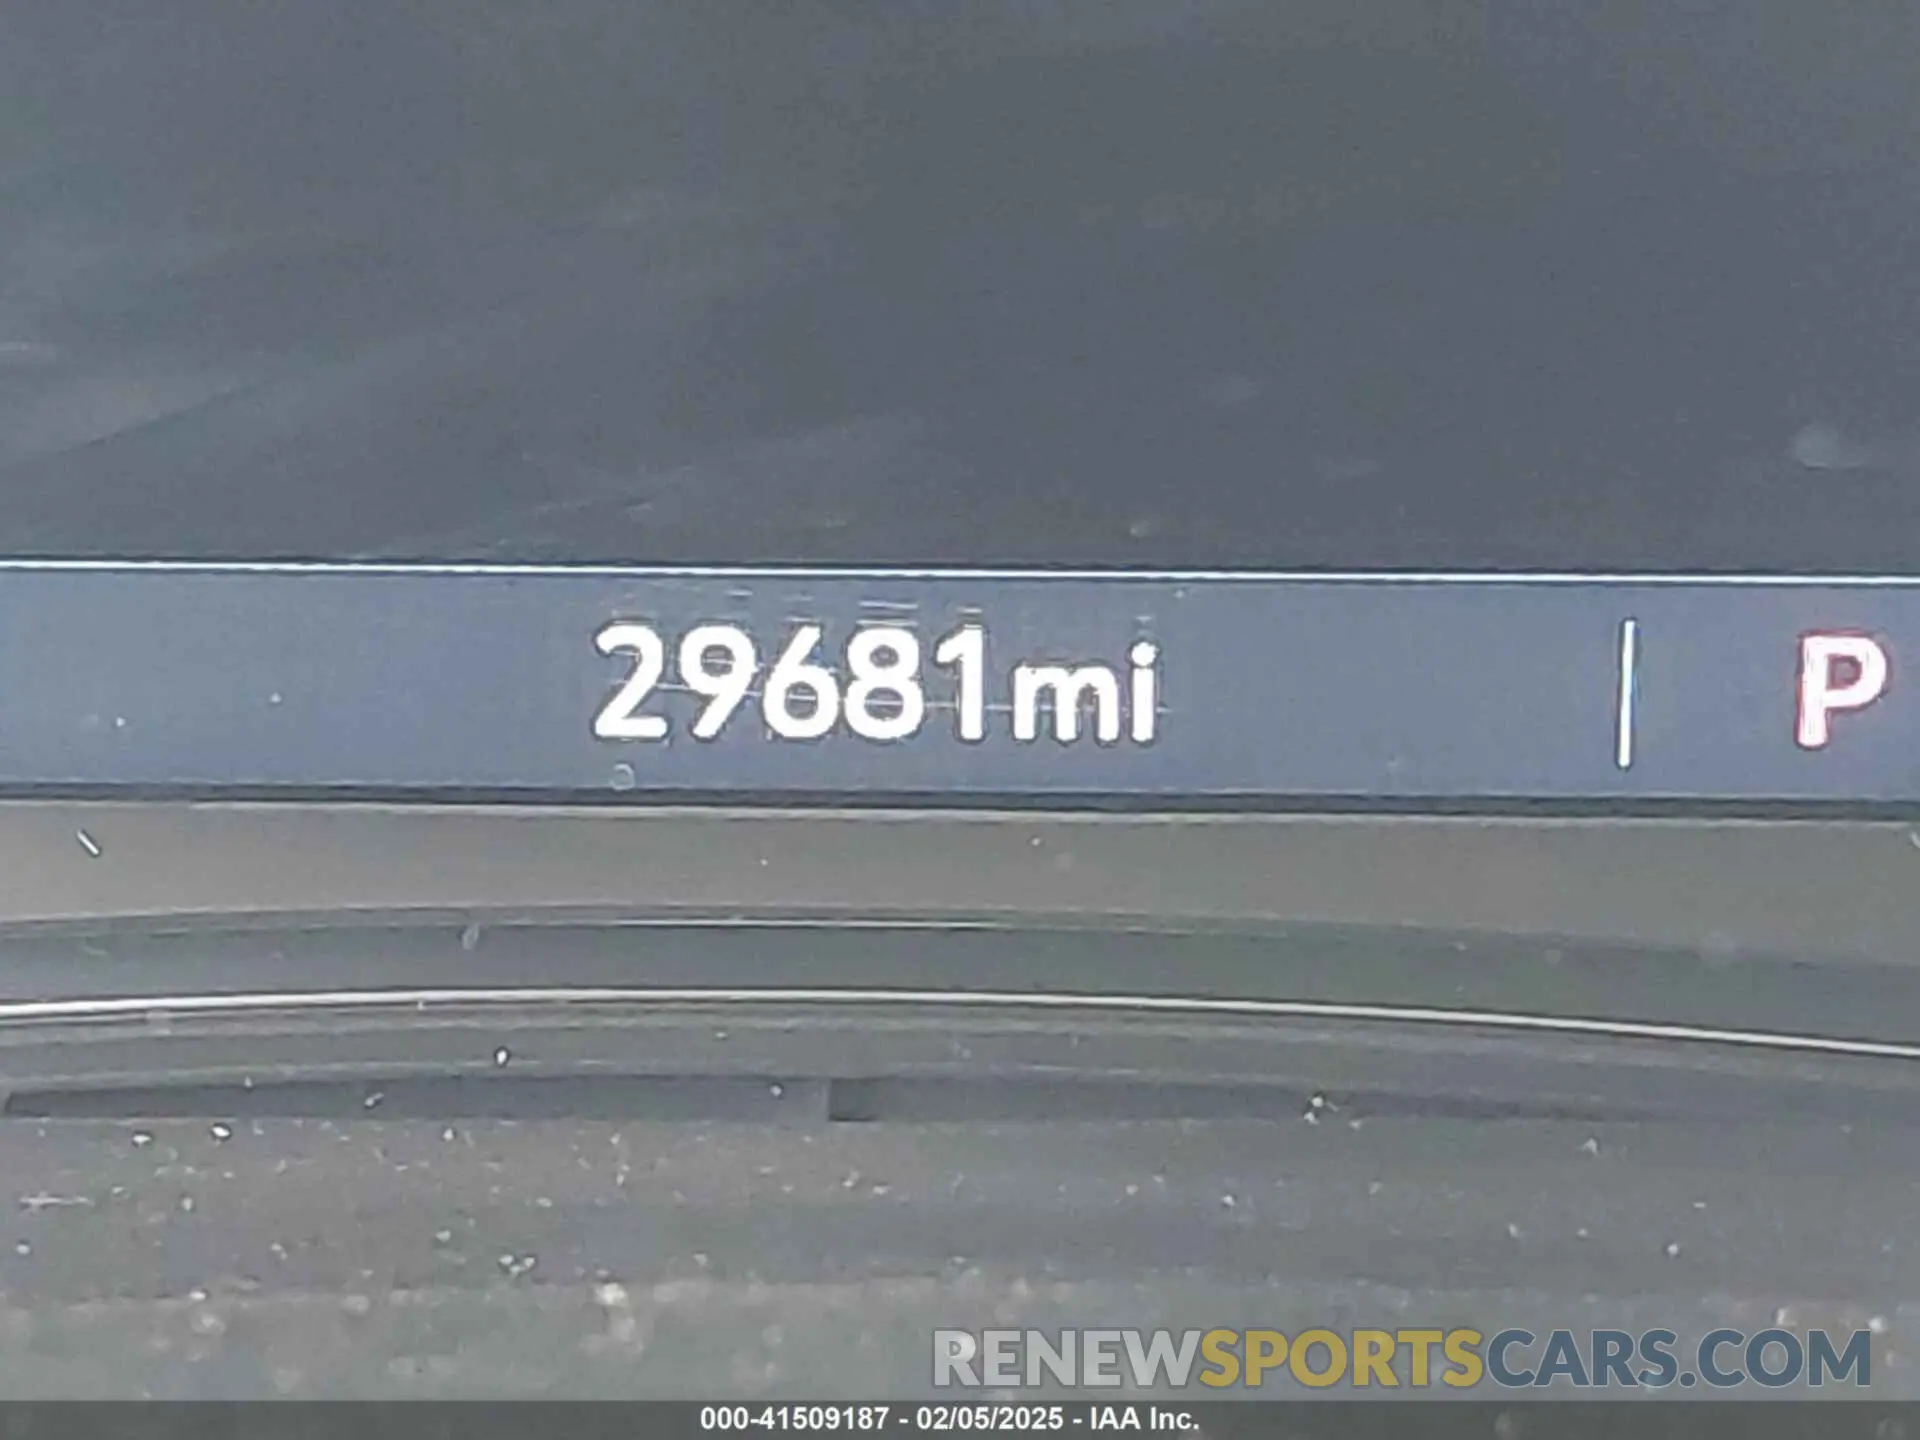 29681mi
P
RENEWSPORTSCARS.COM
000-41509187 - 02/05/2025 - IAA Inc.